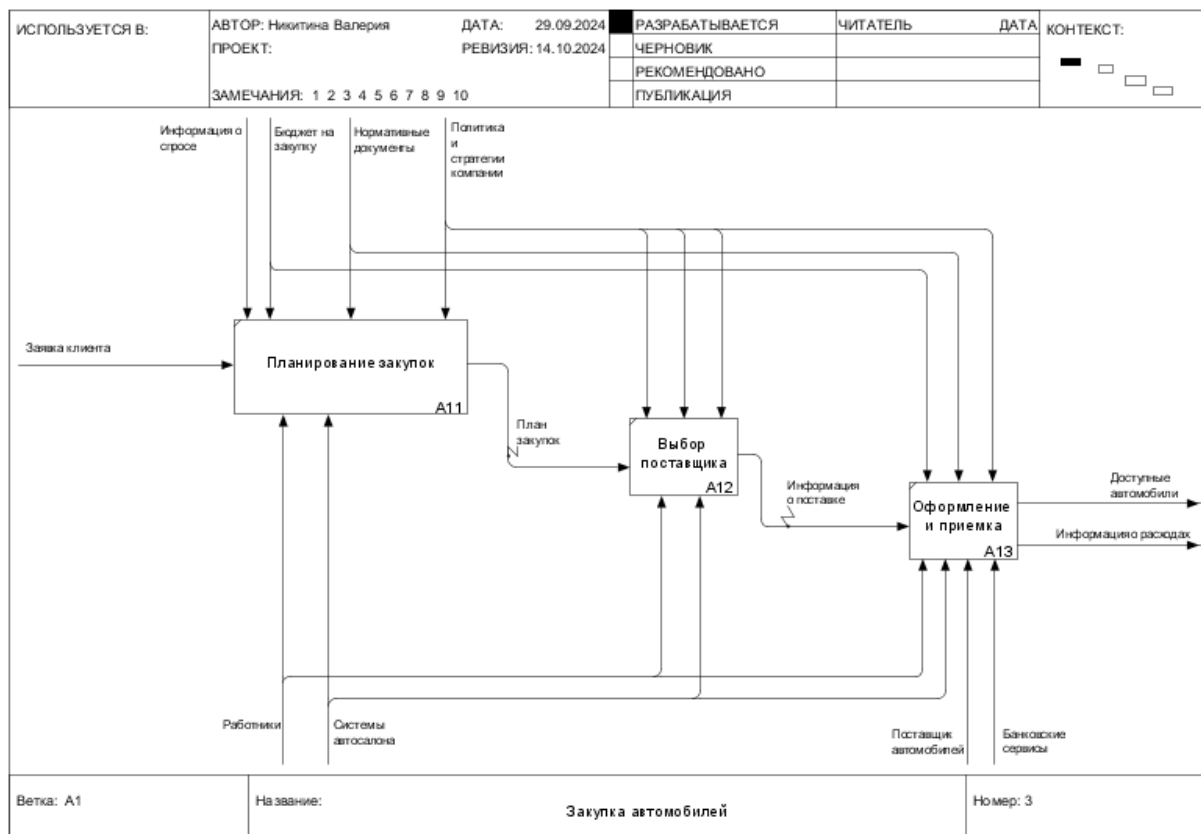 ИСПОЛЬЗУЕТСЯ В:
АВТОР: Никитина Валерия
ДАТА: 29.09.2024
РАЗРАБАТЫВАЕТСЯ
ЧИТАТЕЛЬ
ДАТА
КОНТЕКСТ:
ПРОЕКТ:
РЕВИЗИЯ: 14.10.2024
ЧЕРНОВИК
РЕКОМЕНДОВАНО
ЗАМЕЧАНИЯ: 1 2 3 4 5 6 7 8 9 10
ПУБЛИКАЦИЯ
Информация о
спросе
Бюджет на
закупку
Нормативные
документы
Политика
и
стратегии
компании
Заявка клиента
Планирование закупок
A11
План
закупок
Выбор
поставщика
A12
Информация
о поставке
Оформление
и приемка
A13
Доступные
автомобили
Информация о расходах
Работники
Системы
автосалона
Поставщик
автомобилей
Банковские
сервисы
Ветка: A1
Название:
Закупка автомобилей
Номер: 3